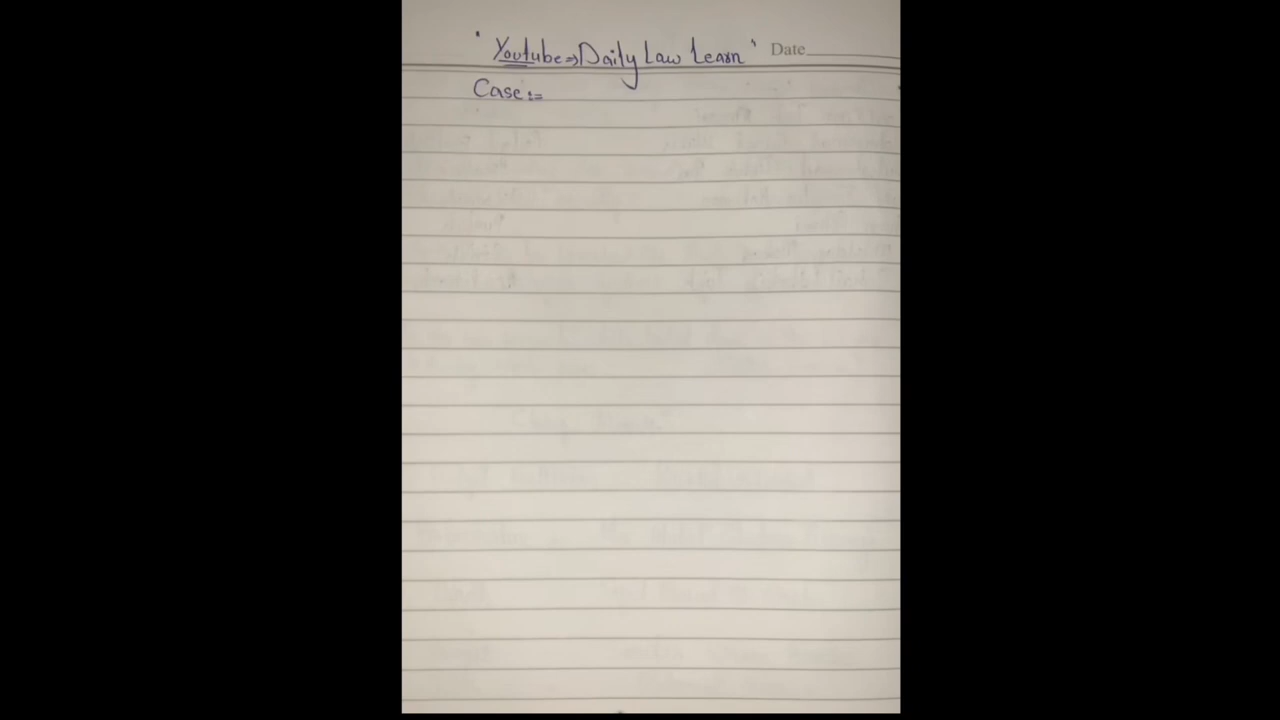 " Youtube ⇒ Daily Law Learn " Date
Case :=